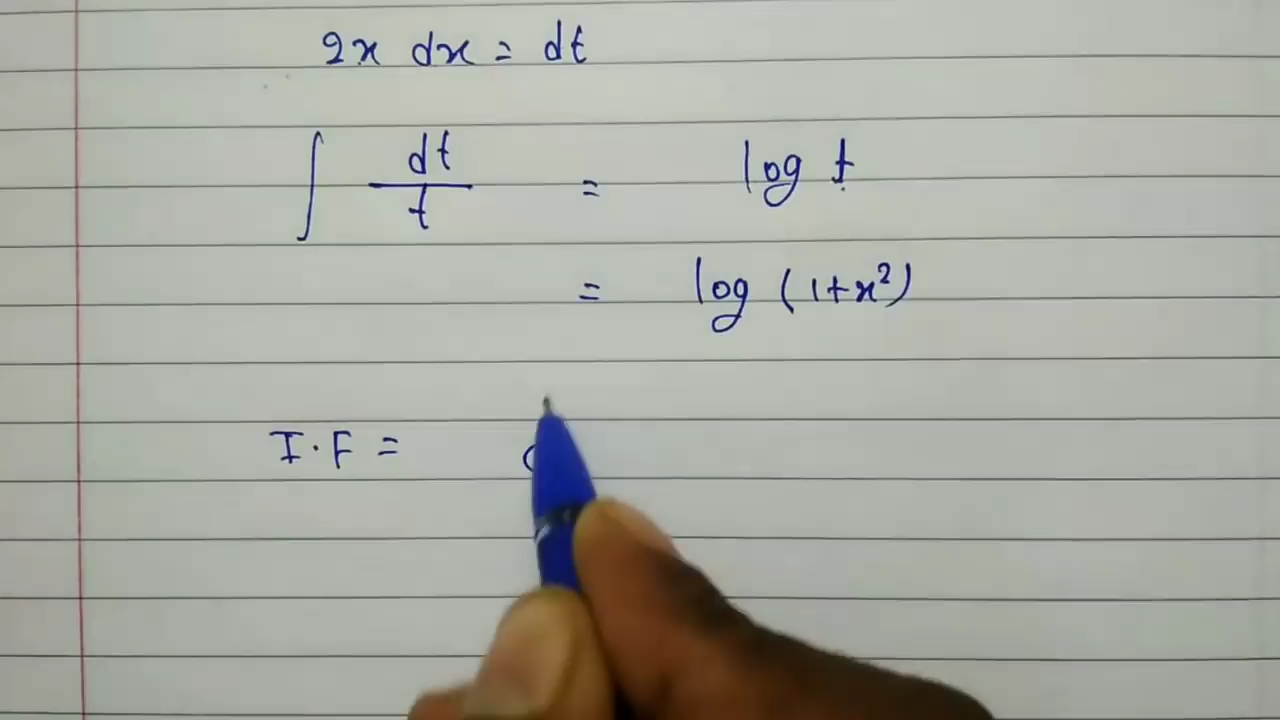 2x dx = dt
∫ dt/t = log t
= log (1+x²)
I.F =